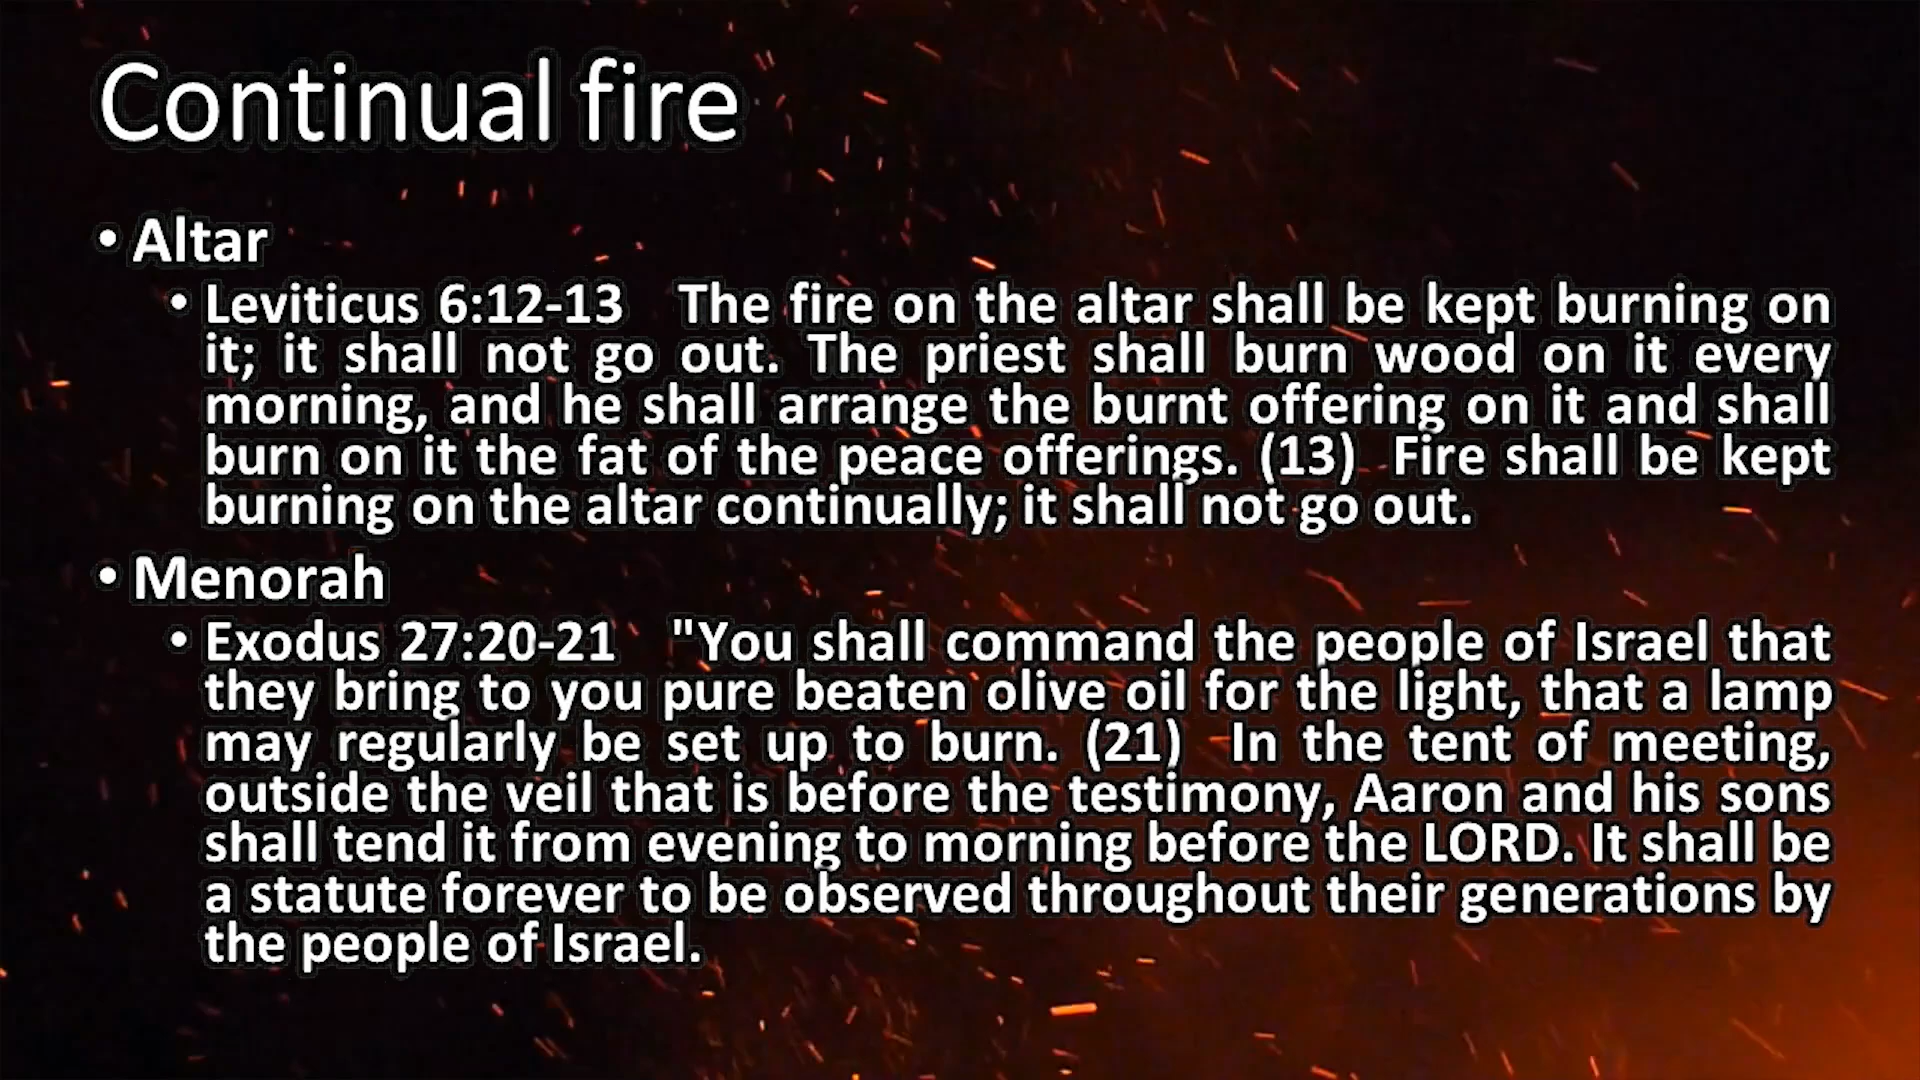 Continual fire
• Altar
• Leviticus 6:12-13 The fire on the altar shall be kept burning on
it; it shall not go out. The priest shall burn wood on it every
morning, and he shall arrange the burnt offering on it and shall
burn on it the fat of the peace offerings. (13) Fire shall be kept
burning on the altar continually; it shall not go out.
• Menorah
• Exodus 27:20-21 "You shall command the people of Israel that
they bring to you pure beaten olive oil for the light, that a lamp
may regularly be set up to burn. (21) In the tent of meeting,
outside the veil that is before the testimony, Aaron and his sons
shall tend it from evening to morning before the LORD. It shall be
a statute forever to be observed throughout their generations by
the people of Israel.